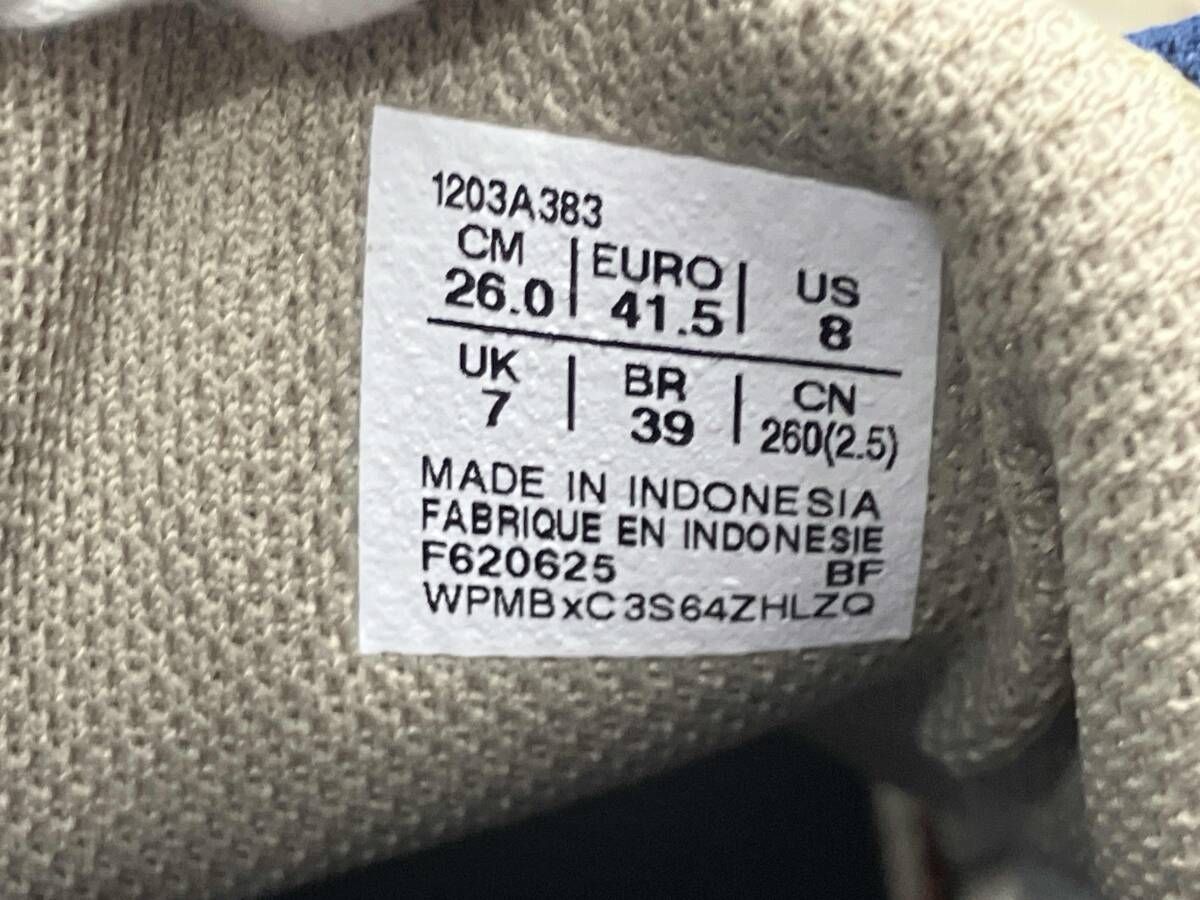 1203A383
CM | EURO | US
26.0 | 41.5 | 8
UK | BR | CN
7 | 39 | 260(2.5)
MADE IN INDONESIA
FABRIQUE EN INDONESIE
F620625 BF
WPMBxC3S64ZHLZQ